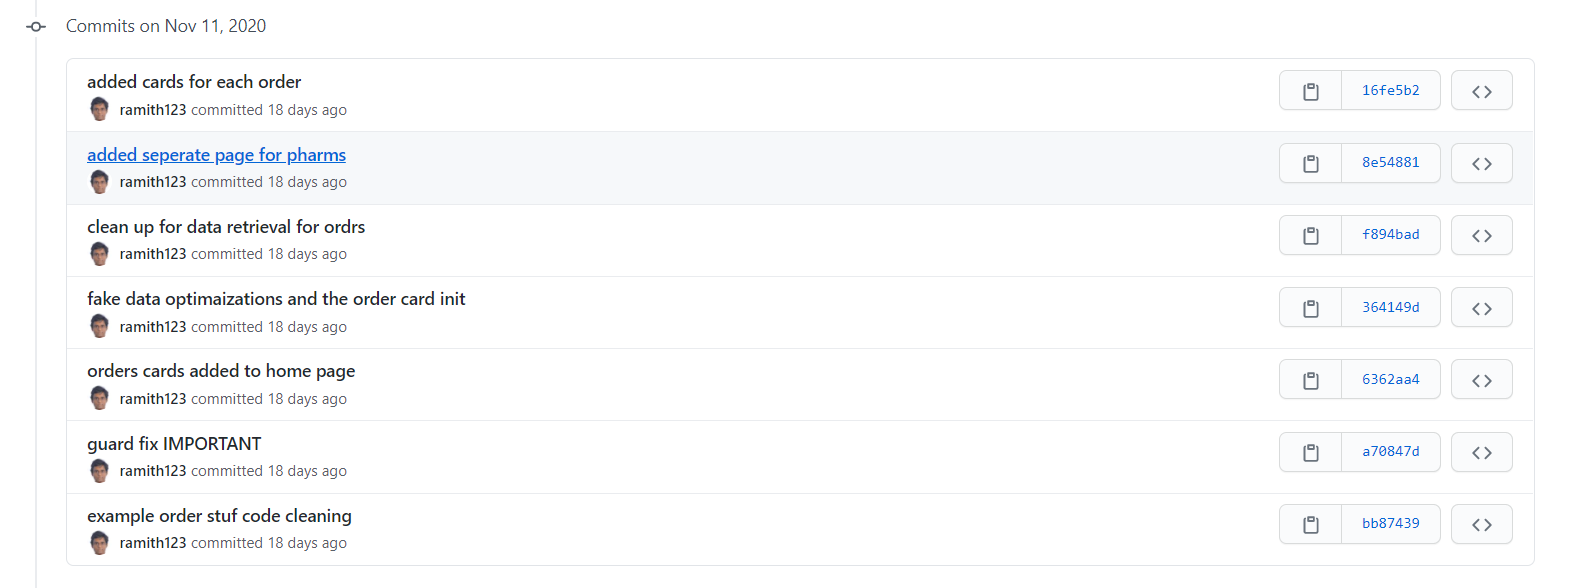 Commits on Nov 11, 2020
added cards for each order
16fe5b2
ramith123 committed 18 days ago
added seperate page for pharms
8e54881
ramith123 committed 18 days ago
clean up for data retrieval for ordrs
f894bad
ramith123 committed 18 days ago
fake data optimaizations and the order card init
364149d
ramith123 committed 18 days ago
orders cards added to home page
6362aa4
ramith123 committed 18 days ago
guard fix IMPORTANT
a70847d
ramith123 committed 18 days ago
example order stuf code cleaning
bb87439
ramith123 committed 18 days ago